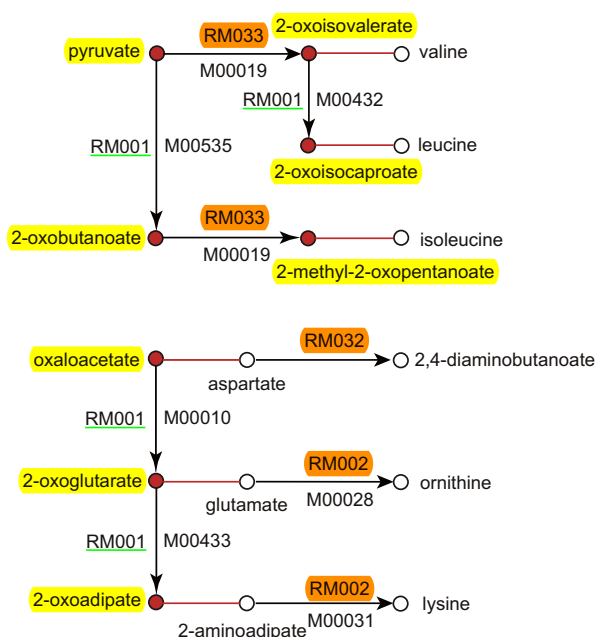 RM033
2-oxoisovalerate
pyruvate
valine
M00019
RM001
M00432
RM001
M00535
leucine
2-oxoisocaproate
RM033
2-oxobutanoate
isoleucine
M00019
2-methyl-2-oxopentanoate
RM032
oxaloacetate
2,4-diaminobutanoate
aspartate
RM001
M00010
RM002
2-oxoglutarate
ornithine
glutamate
M00028
RM001
M00433
RM002
2-oxoadipate
lysine
M00031
2-aminoadipate